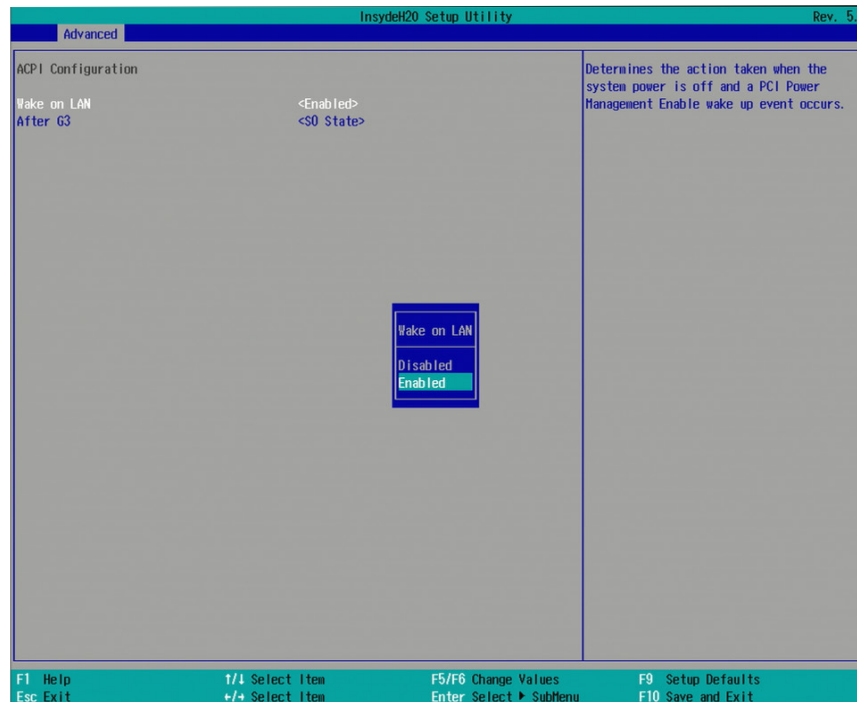 InsydeH20 Setup Utility Rev. 5.
Advanced
ACPI Configuration
Wake on LAN <Enabled>
After G3 <S0 State>
Determines the action taken when the
system power is off and a PCI Power
Management Enable wake up event occurs.
Wake on LAN
Disabled
Enabled
F1 Help ↑/↓ Select Item F5/F6 Change Values F9 Setup Defaults
Esc Exit ←/→ Select Item Enter Select ▶ SubMenu F10 Save and Exit